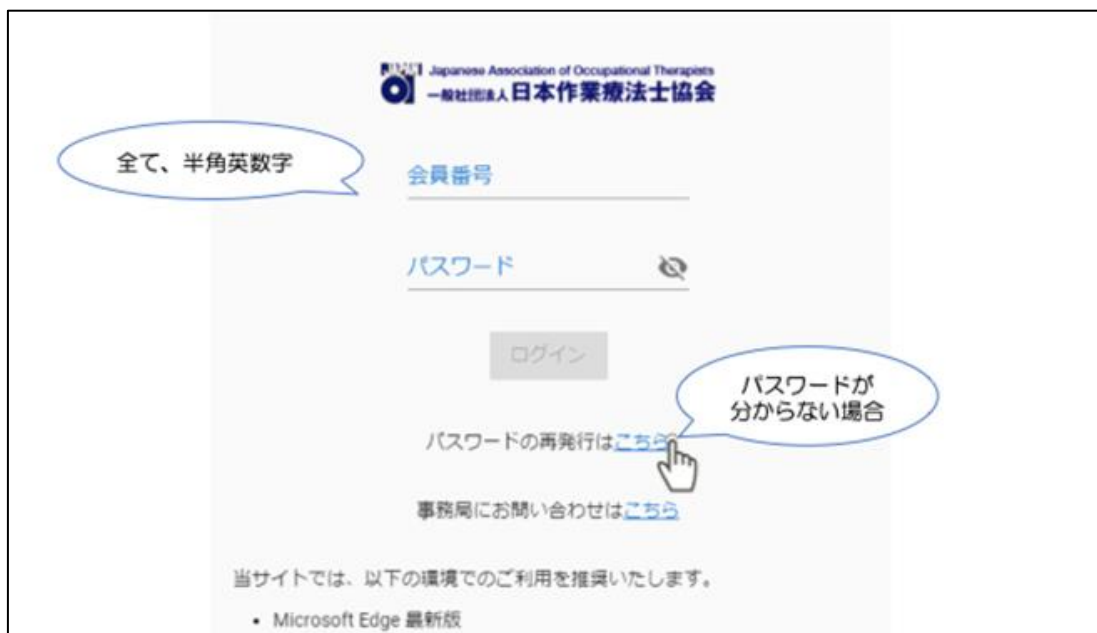 Japanese Association of Occupational Therapists
一般社団法人日本作業療法士協会
全て、半角英数字
会員番号
パスワード
ログイン
パスワードが
分からない場合
パスワードの再発行はこちら
事務局にお問い合わせはこちら
当サイトでは、以下の環境でのご利用を推奨いたします。
• Microsoft Edge 最新版